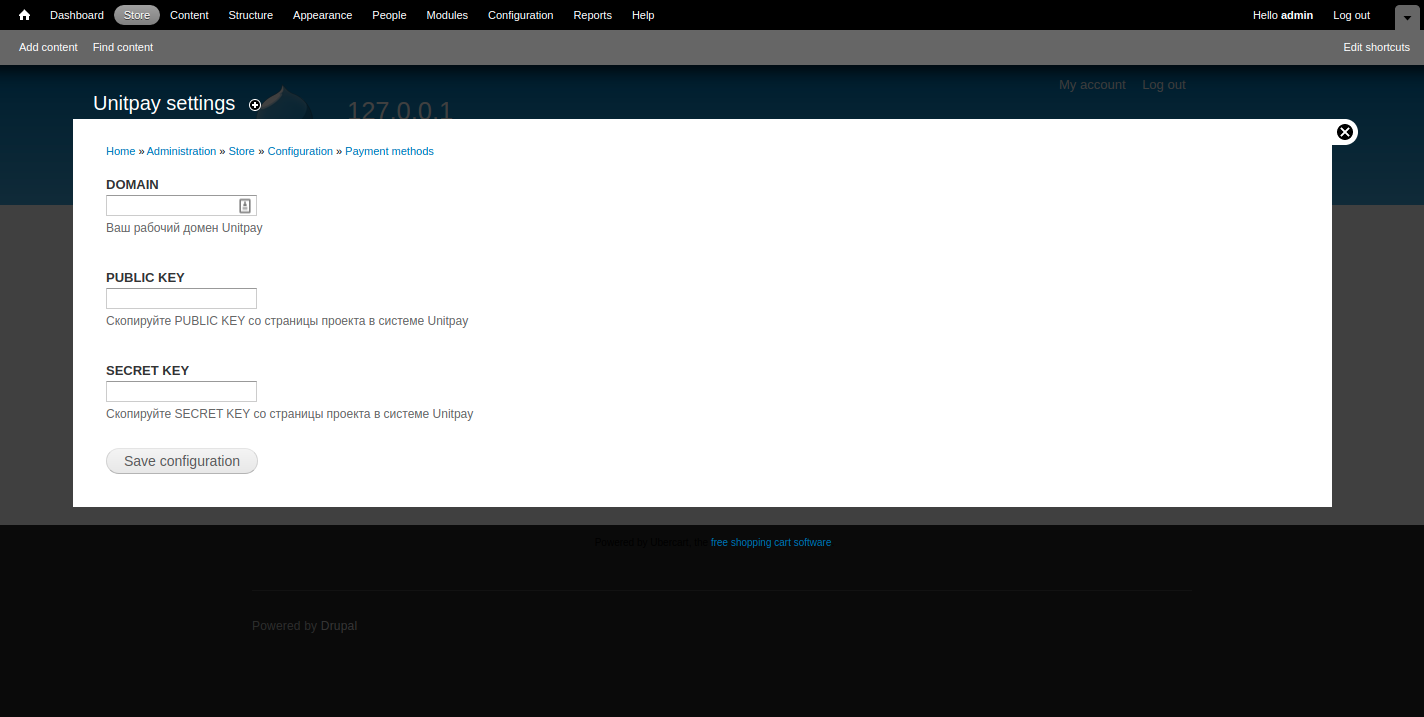 Dashboard Store Content Structure Appearance People Modules Configuration Reports Help Hello admin Log out
Add content Find content Edit shortcuts
My account Log out
Unitpay settings
127.0.0.1
Home » Administration » Store » Configuration » Payment methods
DOMAIN
Ваш рабочий домен Unitpay
PUBLIC KEY
Скопируйте PUBLIC KEY со страницы проекта в системе Unitpay
SECRET KEY
Скопируйте SECRET KEY со страницы проекта в системе Unitpay
Save configuration
Powered by Ubercart, the free shopping cart software
Powered by Drupal